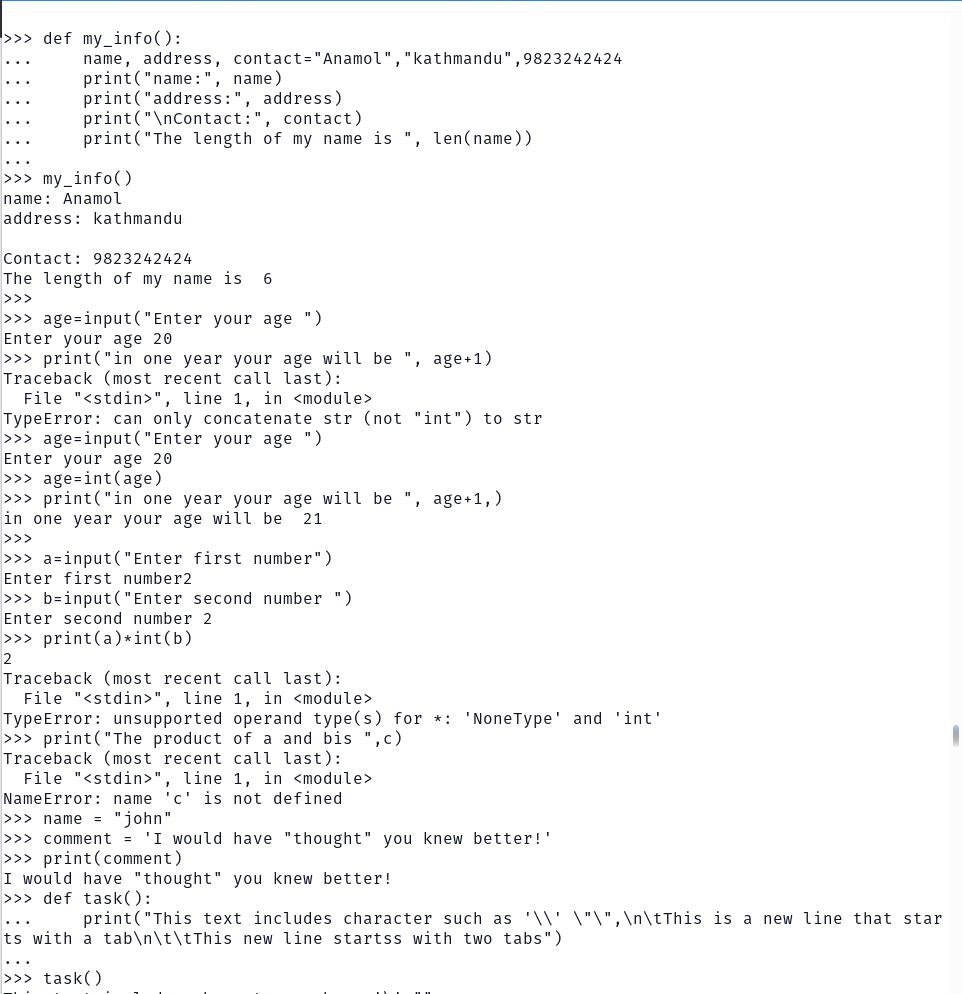 >>> def my_info():
...     name, address, contact="Anamol","kathmandu",9823242424
...     print("name:", name)
...     print("address:", address)
...     print("\nContact:", contact)
...     print("The length of my name is ", len(name))
...
>>> my_info()
name: Anamol
address: kathmandu

Contact: 9823242424
The length of my name is  6
>>>
>>> age=input("Enter your age ")
Enter your age 20
>>> print("in one year your age will be ", age+1)
Traceback (most recent call last):
  File "<stdin>", line 1, in <module>
TypeError: can only concatenate str (not "int") to str
>>> age=input("Enter your age ")
Enter your age 20
>>> age=int(age)
>>> print("in one year your age will be ", age+1,)
in one year your age will be  21
>>>
>>> a=input("Enter first number")
Enter first number2
>>> b=input("Enter second number ")
Enter second number 2
>>> print(a)*int(b)
2
Traceback (most recent call last):
  File "<stdin>", line 1, in <module>
TypeError: unsupported operand type(s) for *: 'NoneType' and 'int'
>>> print("The product of a and bis ",c)
Traceback (most recent call last):
  File "<stdin>", line 1, in <module>
NameError: name 'c' is not defined
>>> name = "john"
>>> comment = 'I would have "thought" you knew better!'
>>> print(comment)
I would have "thought" you knew better!
>>> def task():
...     print("This text includes character such as '\\' \"\",\n\tThis is a new line that star
ts with a tab\n\t\tThis new line startss with two tabs")
...
>>> task()